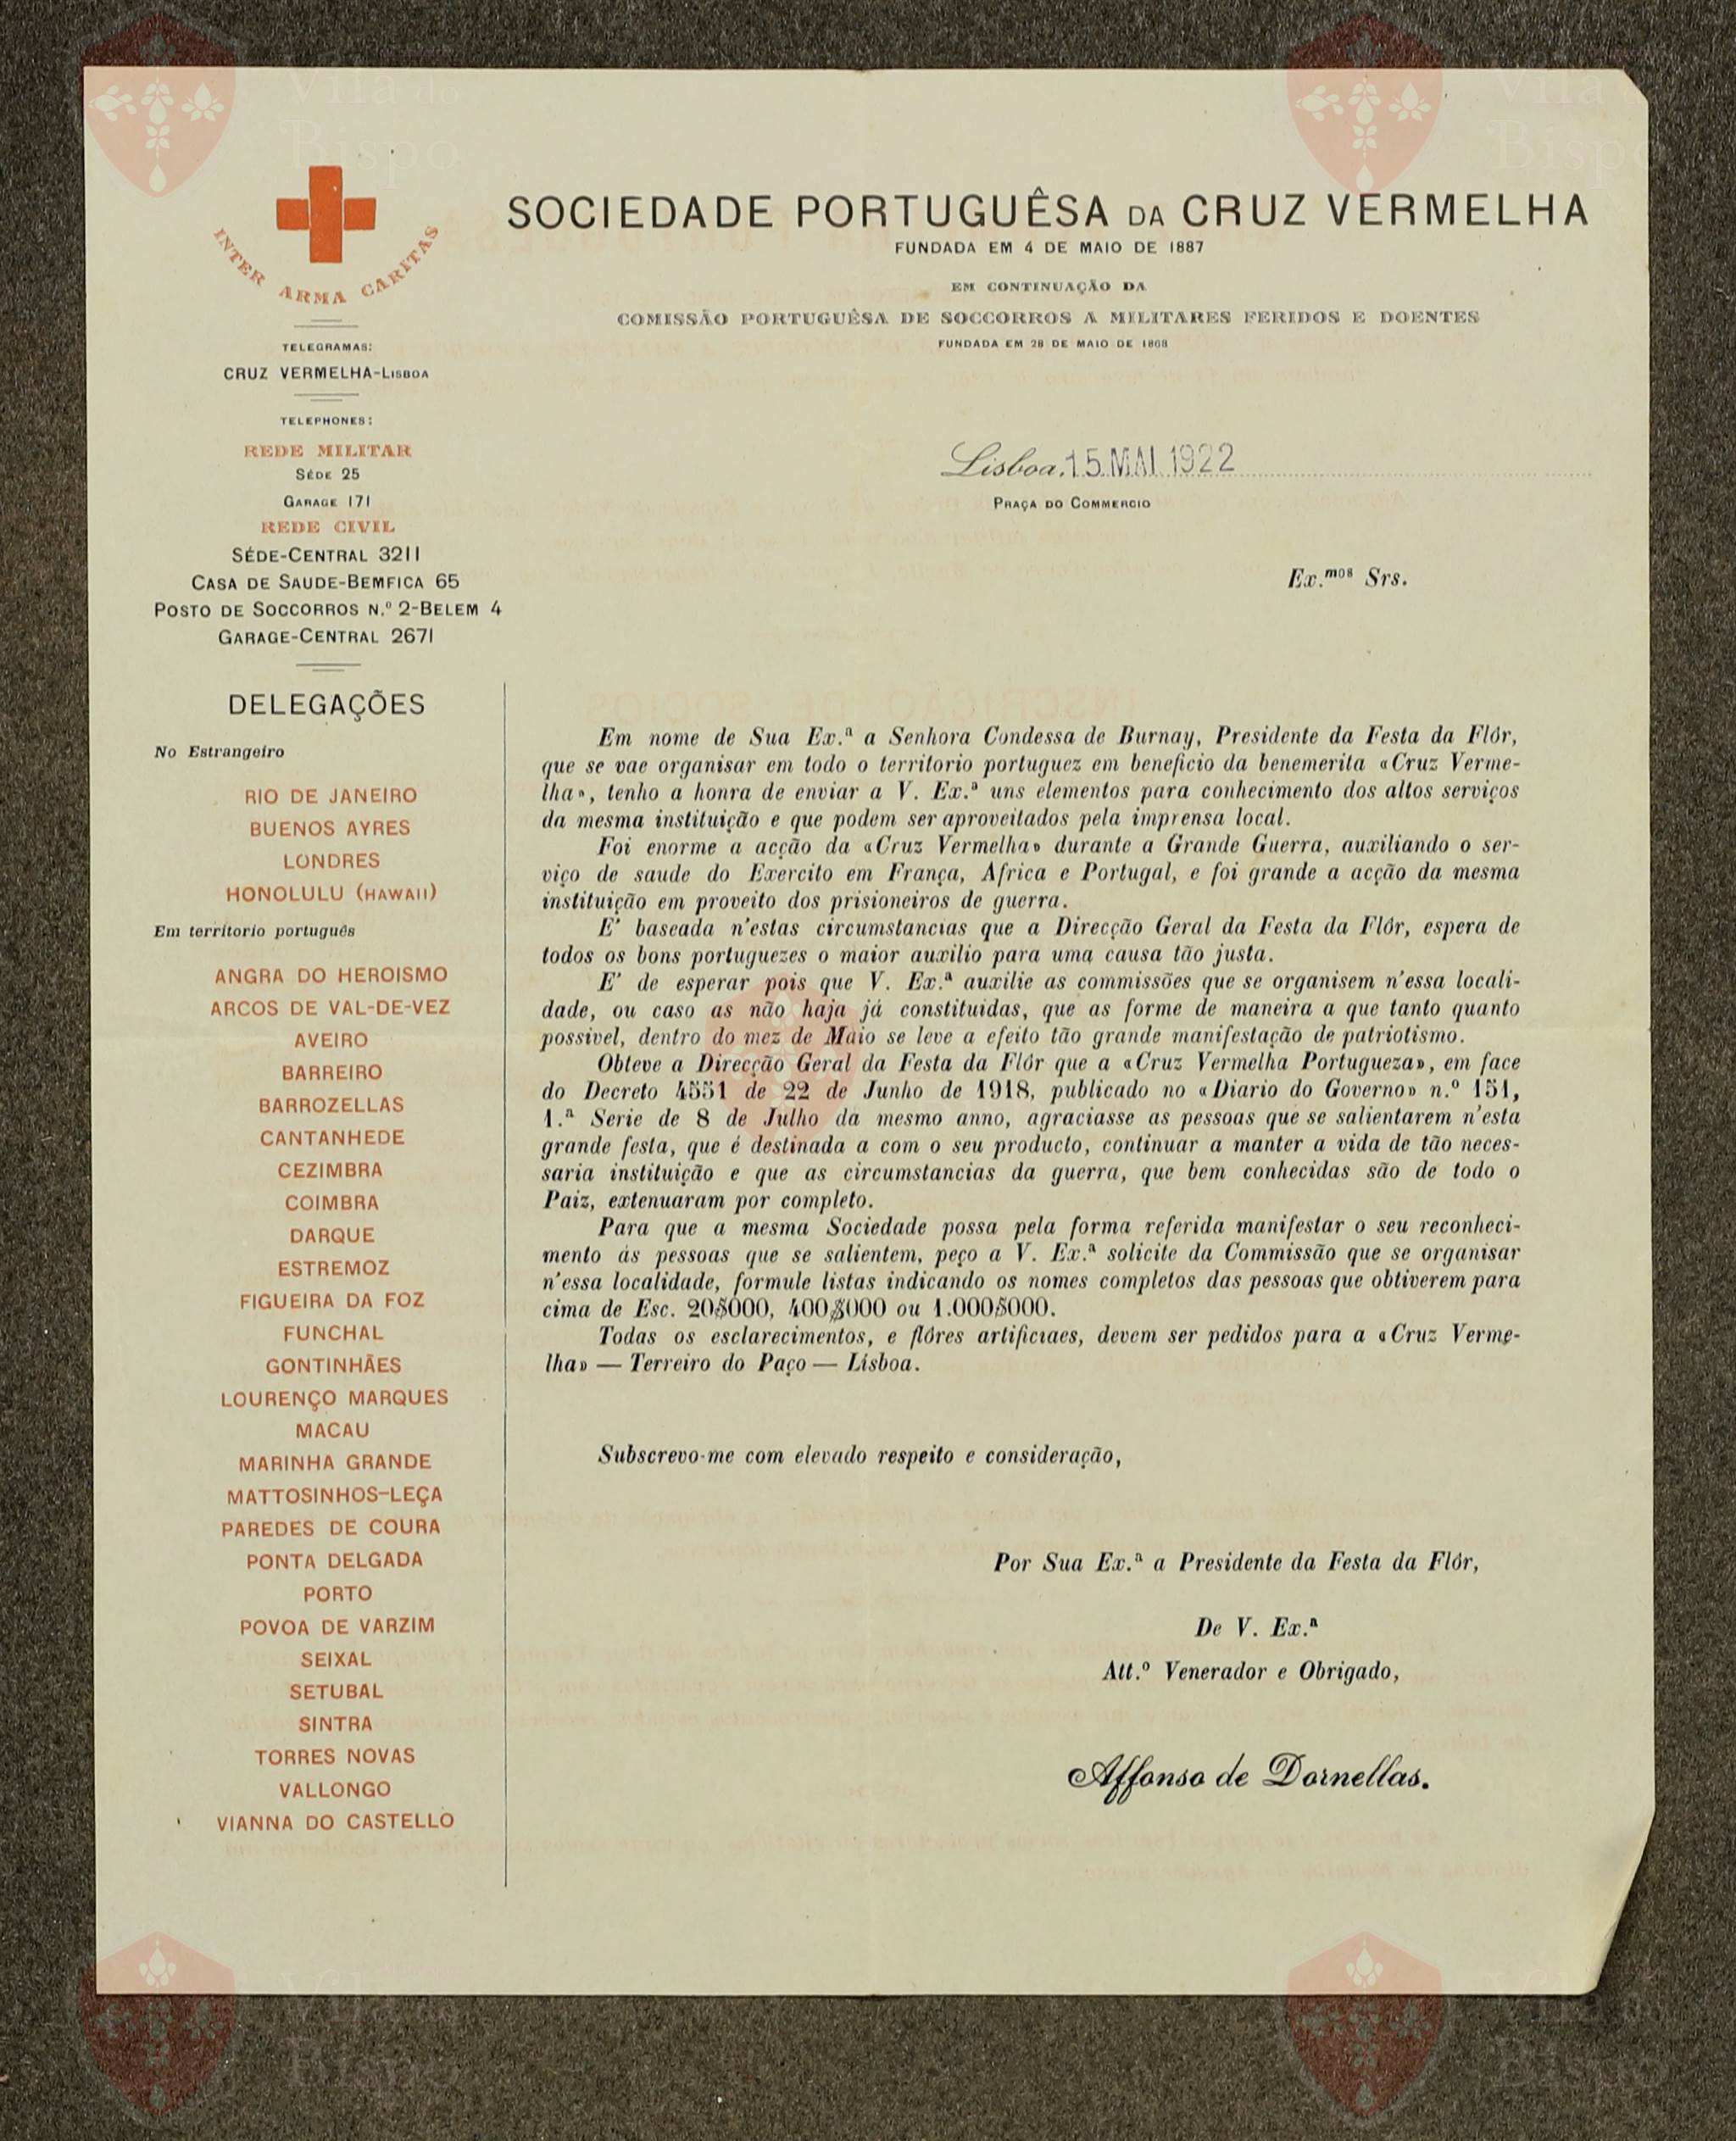 SOCIEDADE PORTUGUÊSA DA CRUZ VERMELHA
FUNDADA EM 4 DE MAIO DE 1887
EM CONTINUAÇÃO DA
COMISSÃO PORTUGUÊSA DE SOCCORROS A MILITARES FERIDOS E DOENTES
FUNDADA EM 28 DE MAIO DE 1868
INTER ARMA CARITAS
TELEGRAMAS:
CRUZ VERMELHA-LISBOA
TELEPHONES:
REDE MILITAR
SÉDE 25
GARAGE 171
REDE CIVIL
SÉDE-CENTRAL 3211
CASA DE SAUDE-BEMFICA 65
POSTO DE SOCCORROS N.º 2-BELEM 4
GARAGE-CENTRAL 2671
DELEGAÇÕES
No Estrangeiro
RIO DE JANEIRO
BUENOS AYRES
LONDRES
HONOLULU (HAWAII)
Em territorio português
ANGRA DO HEROISMO
ARCOS DE VAL-DE-VEZ
AVEIRO
BARREIRO
BARROZELLAS
CANTANHEDE
CEZIMBRA
COIMBRA
DARQUE
ESTREMOZ
FIGUEIRA DA FOZ
FUNCHAL
GONTINHÃES
LOURENÇO MARQUES
MACAU
MARINHA GRANDE
MATTOSINHOS-LEÇA
PAREDES DE COURA
PONTA DELGADA
PORTO
POVOA DE VARZIM
SEIXAL
SETUBAL
SINTRA
TORRES NOVAS
VALLONGO
VIANNA DO CASTELLO
Lisboa, 15 MAI. 1922
PRAÇA DO COMMERCIO
Ex.mos Srs.
Em nome de Sua Ex.ª a Senhora Condessa de Burnay, Presidente da Festa da Flôr,
que se vae organisar em todo o territorio portuguez em beneficio da benemerita «Cruz Verme-
lha», tenho a honra de enviar a V. Ex.ª uns elementos para conhecimento dos altos serviços
da mesma instituição e que podem ser aproveitados pela imprensa local.
Foi enorme a acção da «Cruz Vermelha» durante a Grande Guerra, auxiliando o ser-
viço de saude do Exercito em França, Africa e Portugal, e foi grande a acção da mesma
instituição em proveito dos prisioneiros de guerra.
E' baseada n'estas circumstancias que a Direcção Geral da Festa da Flôr, espera de
todos os bons portuguezes o maior auxilio para uma causa tão justa.
E' de esperar pois que V. Ex.ª auxilie as commissões que se organisem n'essa locali-
dade, ou caso as não haja já constituidas, que as forme de maneira a que tanto quanto
possivel, dentro do mez de Maio se leve a efeito tão grande manifestação de patriotismo.
Obteve a Direcção Geral da Festa da Flôr que a «Cruz Vermelha Portugueza», em face
do Decreto 4551 de 22 de Junho de 1918, publicado no «Diario do Governo» n.º 151,
1.ª Serie de 8 de Julho da mesmo anno, agraciasse as pessoas que se salientarem n'esta
grande festa, que é destinada a com o seu producto, continuar a manter a vida de tão neces-
saria instituição e que as circumstancias da guerra, que bem conhecidas são de todo o
Paiz, extenuaram por completo.
Para que a mesma Sociedade possa pela forma referida manifestar o seu reconheci-
mento ás pessoas que se salientem, peço a V. Ex.ª solicite da Commissão que se organisar
n'essa localidade, formule listas indicando os nomes completos das pessoas que obtiverem para
cima de Esc. 20$000, 400$000 ou 1.000$000.
Todas os esclarecimentos, e flôres artificiaes, devem ser pedidos para a «Cruz Verme-
lha» — Terreiro do Paço — Lisboa.
Subscrevo-me com elevado respeito e consideração,
Por Sua Ex.ª a Presidente da Festa da Flôr,
De V. Ex.ª
Att.º Venerador e Obrigado,
Affonso de Dornellas.
Vila do
Bispo
Vila
Bispo
Vila do
Bispo
Vila do
Bispo